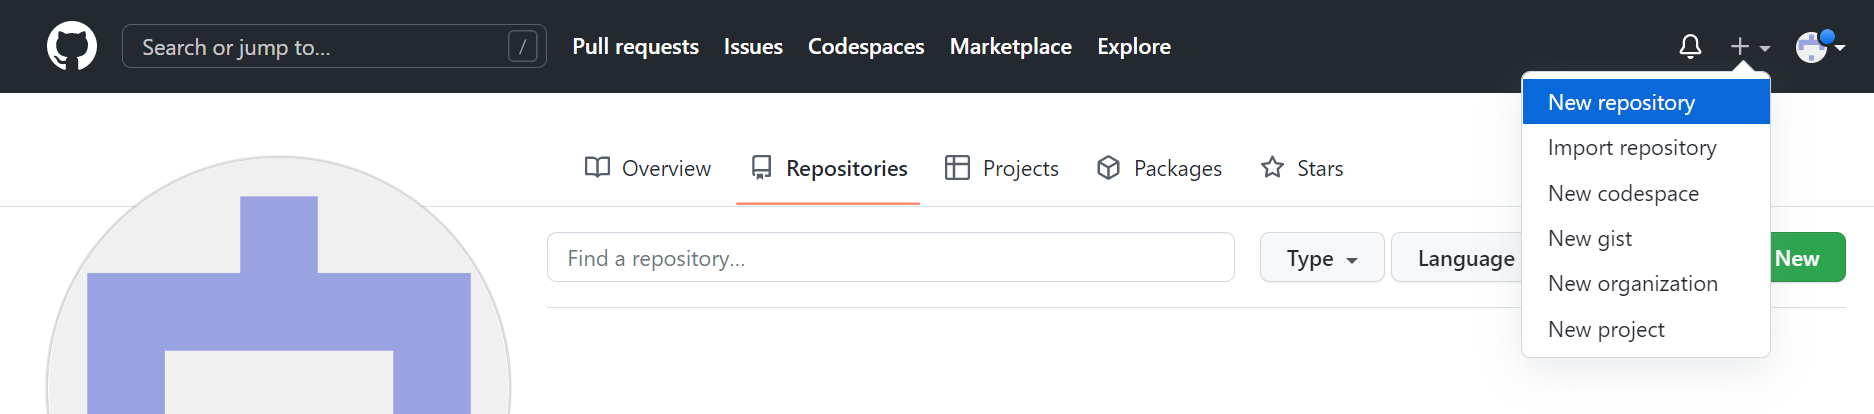 Search or jump to... / Pull requests Issues Codespaces Marketplace Explore
New repository
Import repository
New codespace
New gist
New organization
New project
Overview Repositories Projects Packages Stars
Find a repository... Type Language New